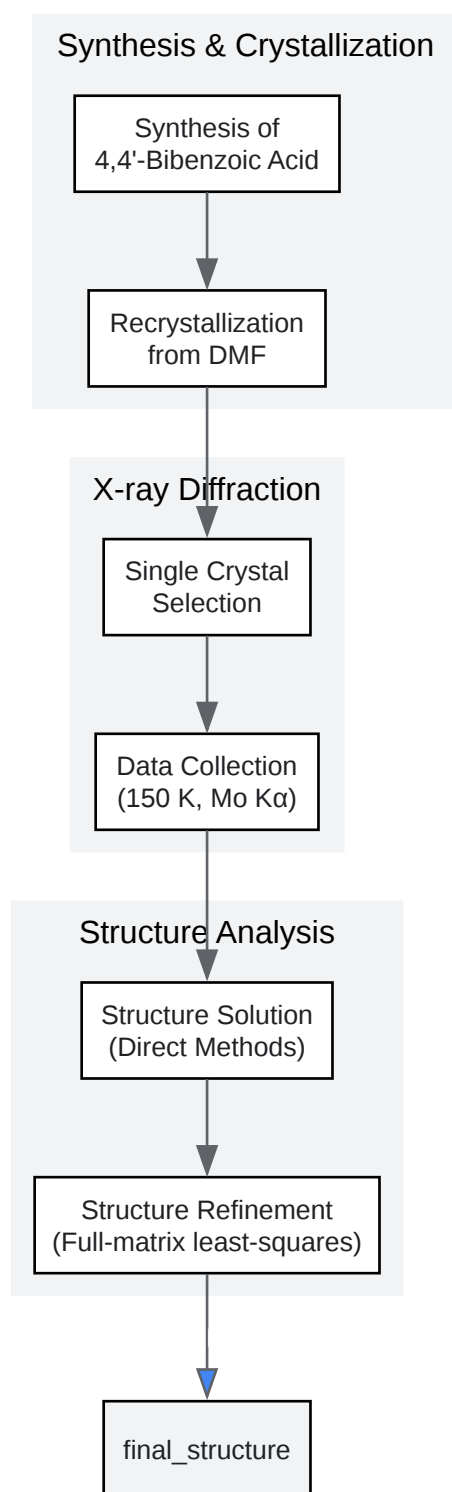 Synthesis & Crystallization
Synthesis of
4,4'-Bibenzoic Acid
Recrystallization
from DMF
X-ray Diffraction
Single Crystal
Selection
Data Collection
(150 K, Mo Kα)
Structure Analysis
Structure Solution
(Direct Methods)
Structure Refinement
(Full-matrix least-squares)
final_structure